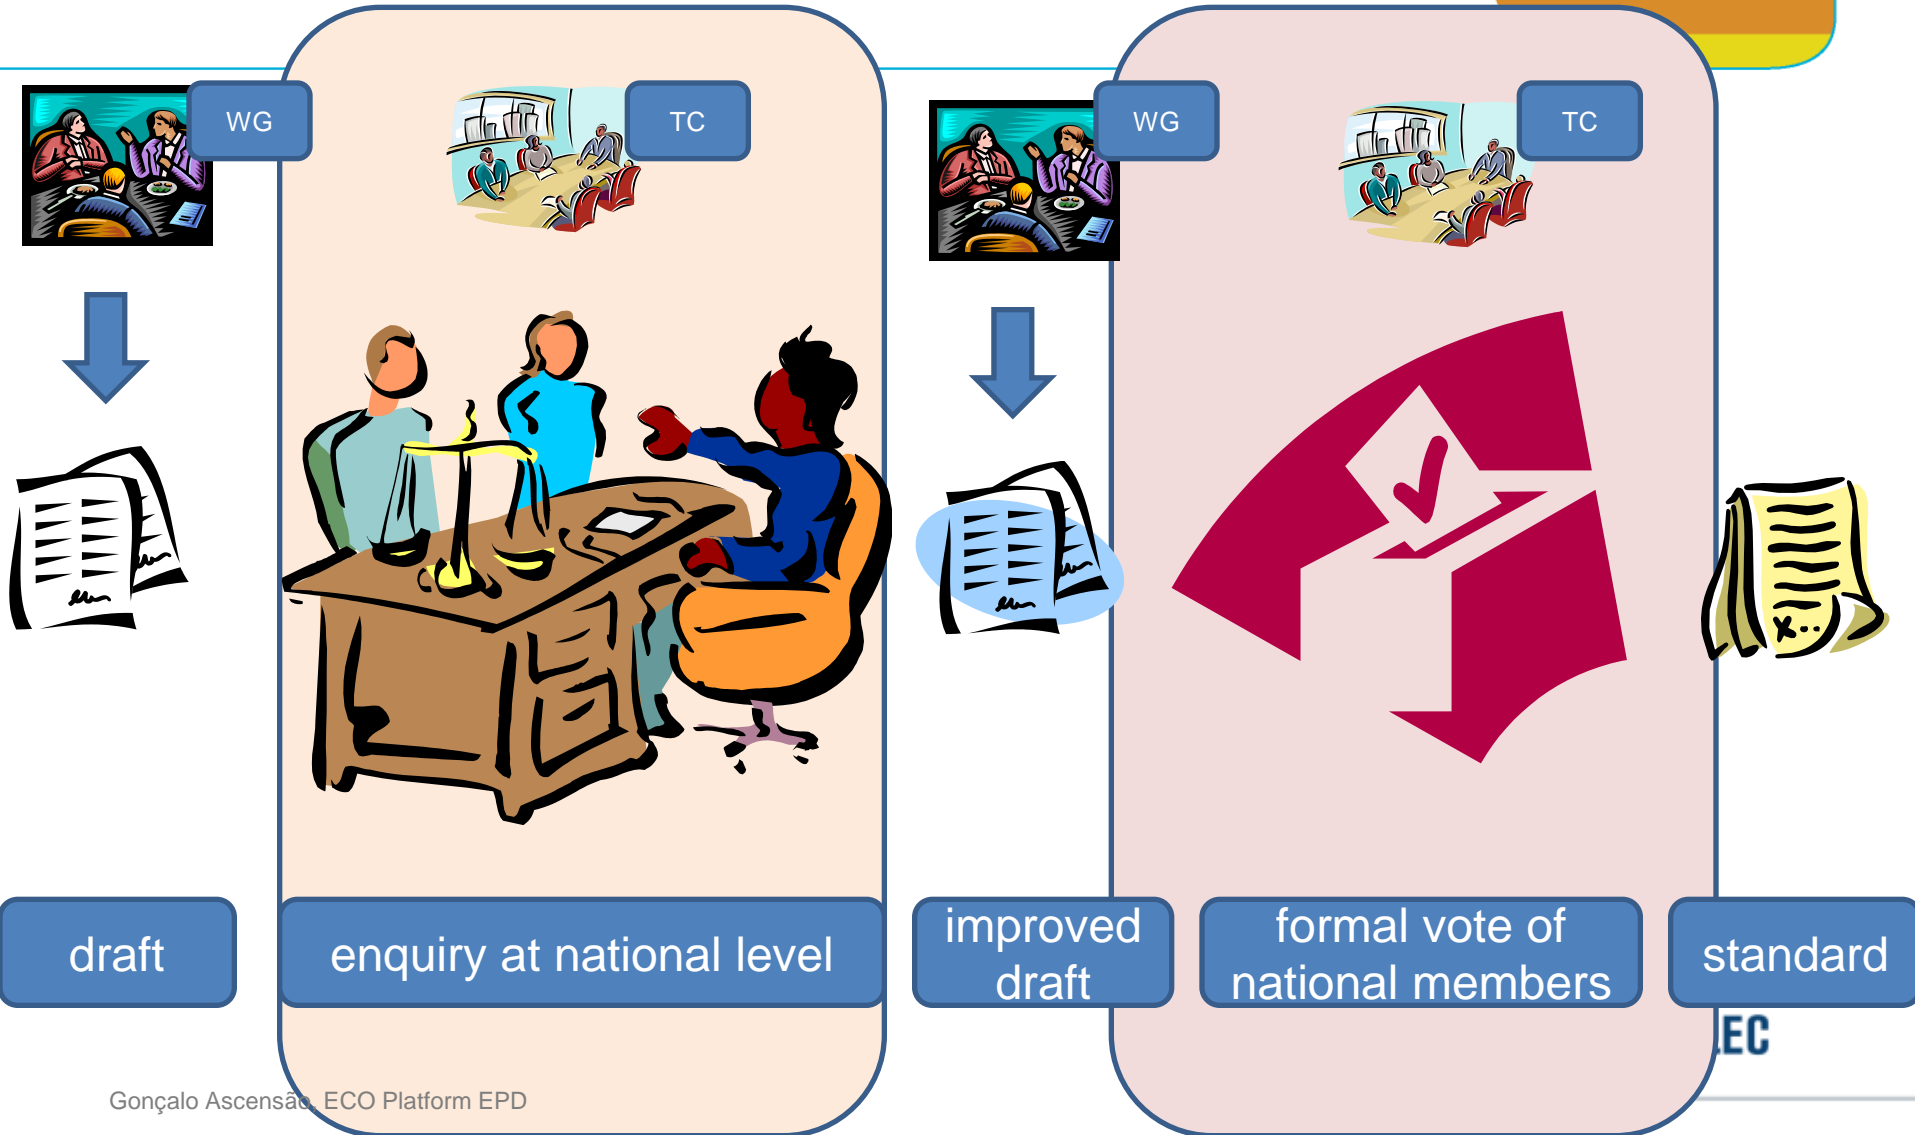 WG
TC
WG
TC
draft
enquiry at national level
improved
draft
formal vote of
national members
standard
EC
Gonçalo Ascensão, ECO Platform EPD